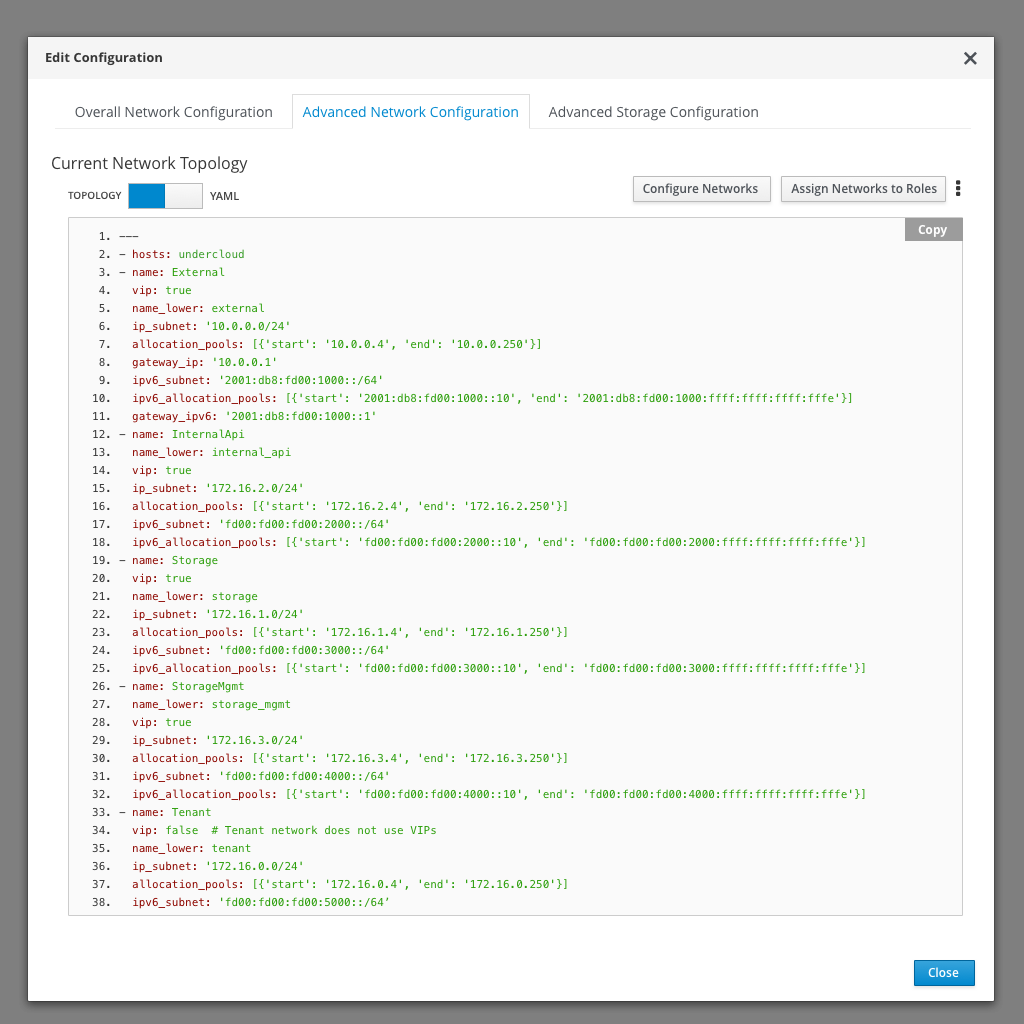 Edit Configuration
Overall Network Configuration
Advanced Network Configuration
Advanced Storage Configuration
Current Network Topology
TOPOLOGY YAML
Configure Networks
Assign Networks to Roles
Copy
1. ---
2. - hosts: undercloud
3. - name: External
4.   vip: true
5.   name_lower: external
6.   ip_subnet: '10.0.0.0/24'
7.   allocation_pools: [{'start': '10.0.0.4', 'end': '10.0.0.250'}]
8.   gateway_ip: '10.0.0.1'
9.   ipv6_subnet: '2001:db8:fd00:1000::/64'
10.   ipv6_allocation_pools: [{'start': '2001:db8:fd00:1000::10', 'end': '2001:db8:fd00:1000:ffff:ffff:ffff:fffe'}]
11.   gateway_ipv6: '2001:db8:fd00:1000::1'
12. - name: InternalApi
13.   name_lower: internal_api
14.   vip: true
15.   ip_subnet: '172.16.2.0/24'
16.   allocation_pools: [{'start': '172.16.2.4', 'end': '172.16.2.250'}]
17.   ipv6_subnet: 'fd00:fd00:fd00:2000::/64'
18.   ipv6_allocation_pools: [{'start': 'fd00:fd00:fd00:2000::10', 'end': 'fd00:fd00:fd00:2000:ffff:ffff:ffff:fffe'}]
19. - name: Storage
20.   vip: true
21.   name_lower: storage
22.   ip_subnet: '172.16.1.0/24'
23.   allocation_pools: [{'start': '172.16.1.4', 'end': '172.16.1.250'}]
24.   ipv6_subnet: 'fd00:fd00:fd00:3000::/64'
25.   ipv6_allocation_pools: [{'start': 'fd00:fd00:fd00:3000::10', 'end': 'fd00:fd00:fd00:3000:ffff:ffff:ffff:fffe'}]
26. - name: StorageMgmt
27.   name_lower: storage_mgmt
28.   vip: true
29.   ip_subnet: '172.16.3.0/24'
30.   allocation_pools: [{'start': '172.16.3.4', 'end': '172.16.3.250'}]
31.   ipv6_subnet: 'fd00:fd00:fd00:4000::/64'
32.   ipv6_allocation_pools: [{'start': 'fd00:fd00:fd00:4000::10', 'end': 'fd00:fd00:fd00:4000:ffff:ffff:ffff:fffe'}]
33. - name: Tenant
34.   vip: false  # Tenant network does not use VIPs
35.   name_lower: tenant
36.   ip_subnet: '172.16.0.0/24'
37.   allocation_pools: [{'start': '172.16.0.4', 'end': '172.16.0.250'}]
38.   ipv6_subnet: 'fd00:fd00:fd00:5000::/64‘
Close